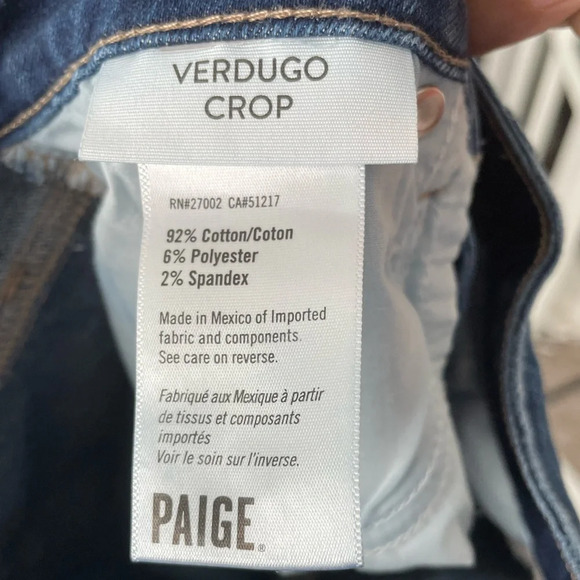 VERDUGO
CROP
RN#27002 CA#51217
92% Cotton/Coton
6% Polyester
2% Spandex
Made in Mexico of Imported
fabric and components.
See care on reverse.
Fabriqué aux Mexique à partir
de tissus et composants
importés
Voir le soin sur l'inverse.
PAIGE®